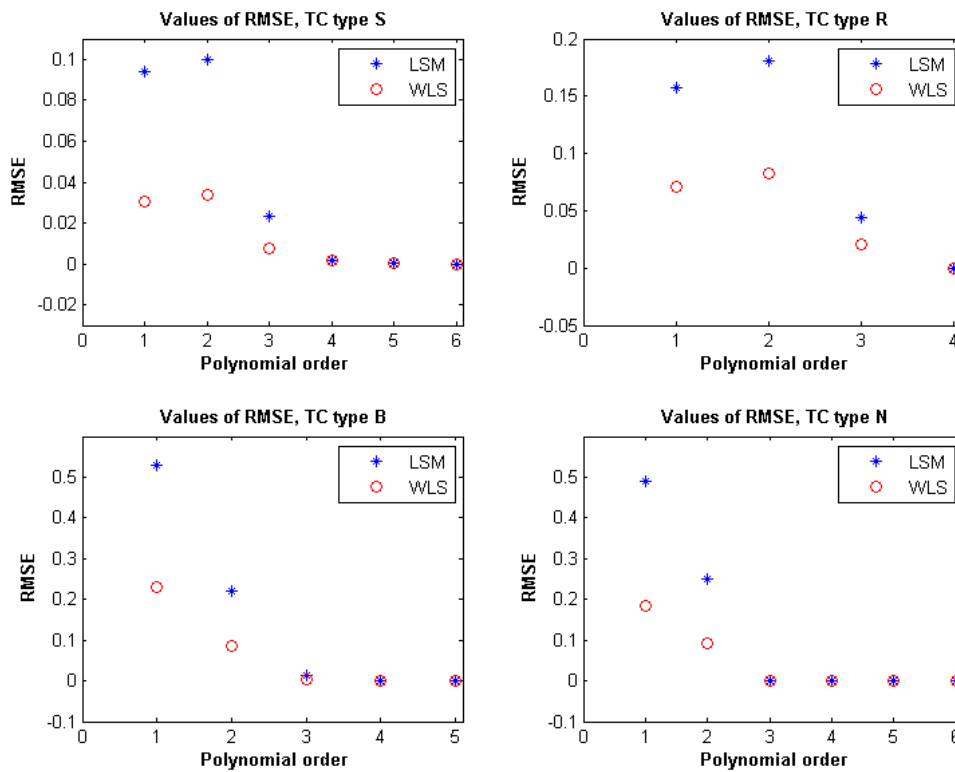 Values of RMSE, TC type S
0.1
0.08
0.06
0.04
0.02
0
-0.02
RMSE
LSM
WLS
0 1 2 3 4 5 6
Polynomial order
Values of RMSE, TC type R
0.2
0.15
0.1
0.05
0
-0.05
RMSE
LSM
WLS
0 1 2 3 4
Polynomial order
Values of RMSE, TC type B
0.5
0.4
0.3
0.2
0.1
0
-0.1
RMSE
LSM
WLS
0 1 2 3 4 5
Polynomial order
Values of RMSE, TC type N
0.5
0.4
0.3
0.2
0.1
0
-0.1
RMSE
LSM
WLS
0 1 2 3 4 5 6
Polynomial order